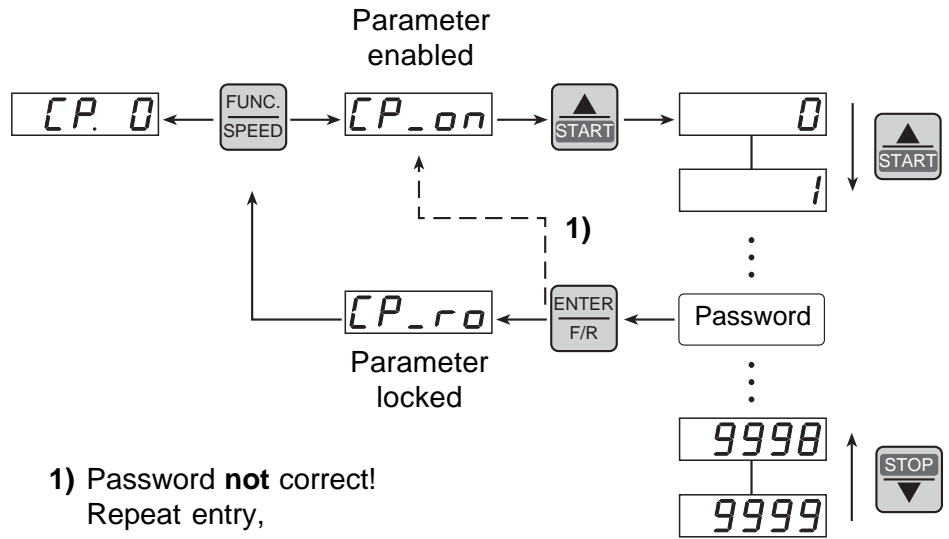 Parameter
enabled
CP. 0
FUNC.
SPEED
CP_on
START
0
START
1
1)
CP_ro
ENTER
F/R
Password
Parameter
locked
9998
STOP
9999
1) Password not correct!
Repeat entry,